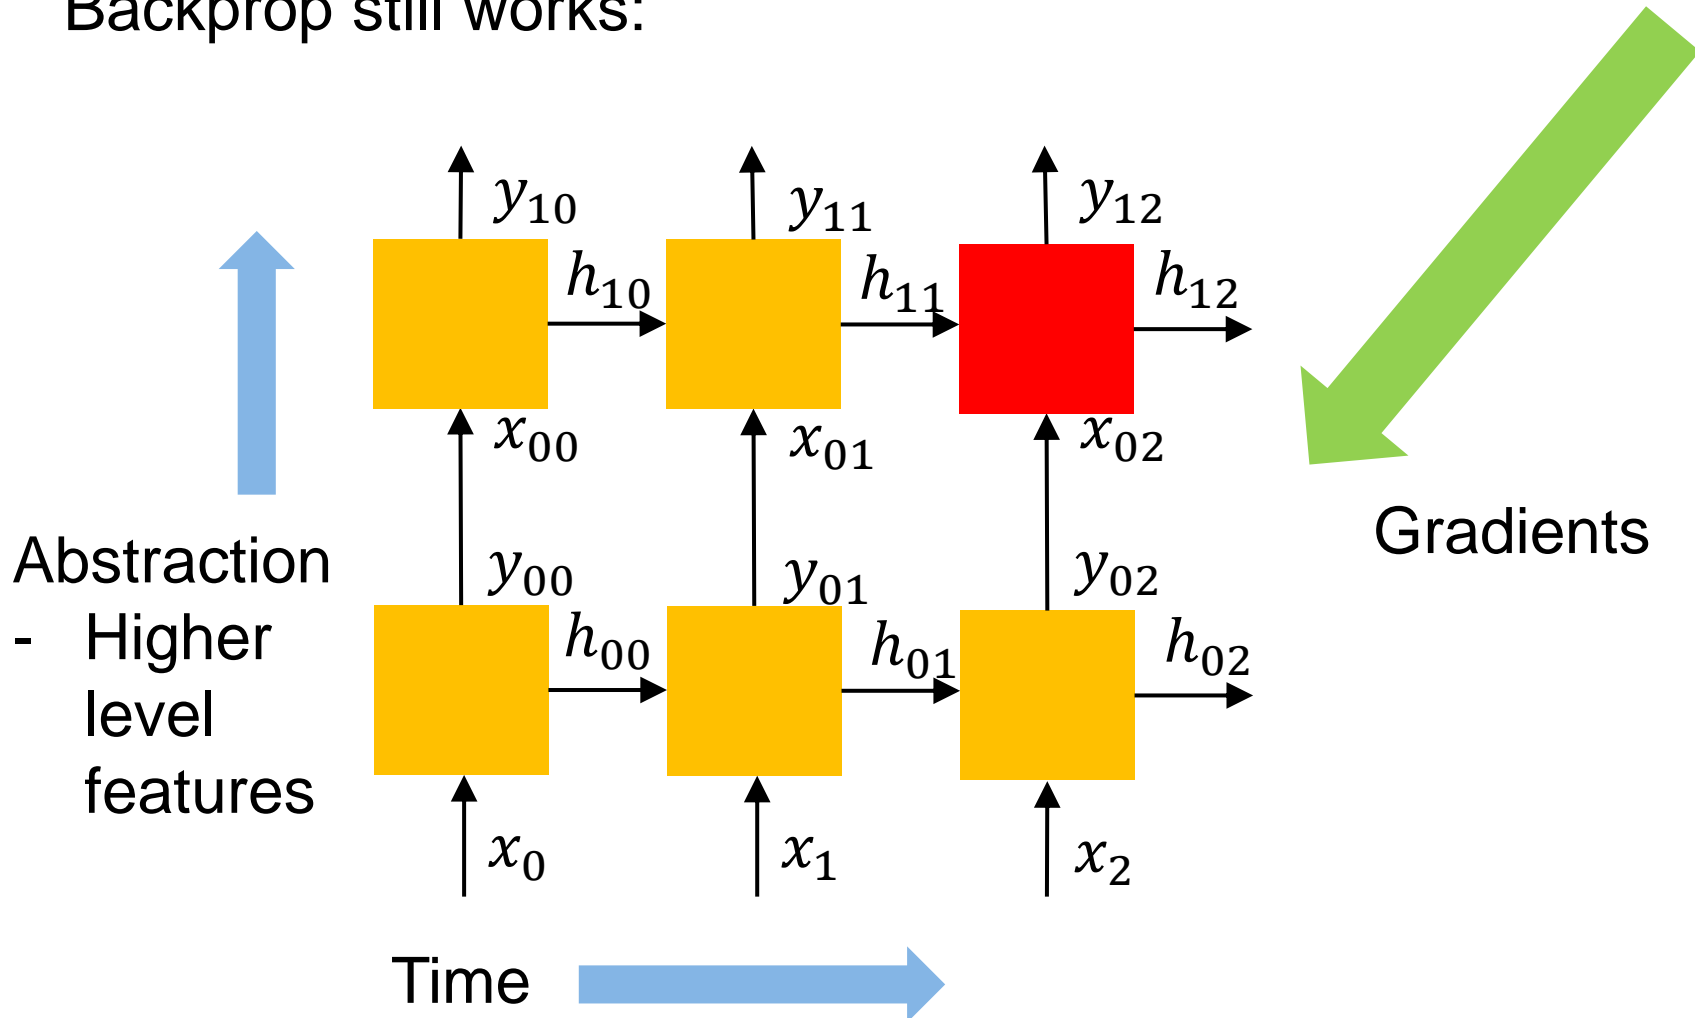 Backprop still works:
y₁₀ y₁₁ y₁₂
h₁₀ h₁₁ h₁₂
x₀₀ x₀₁ x₀₂
Gradients
Abstraction
y₀₀ y₀₁ y₀₂
- Higher
h₀₀ h₀₁ h₀₂
level
features
x₀ x₁ x₂
Time